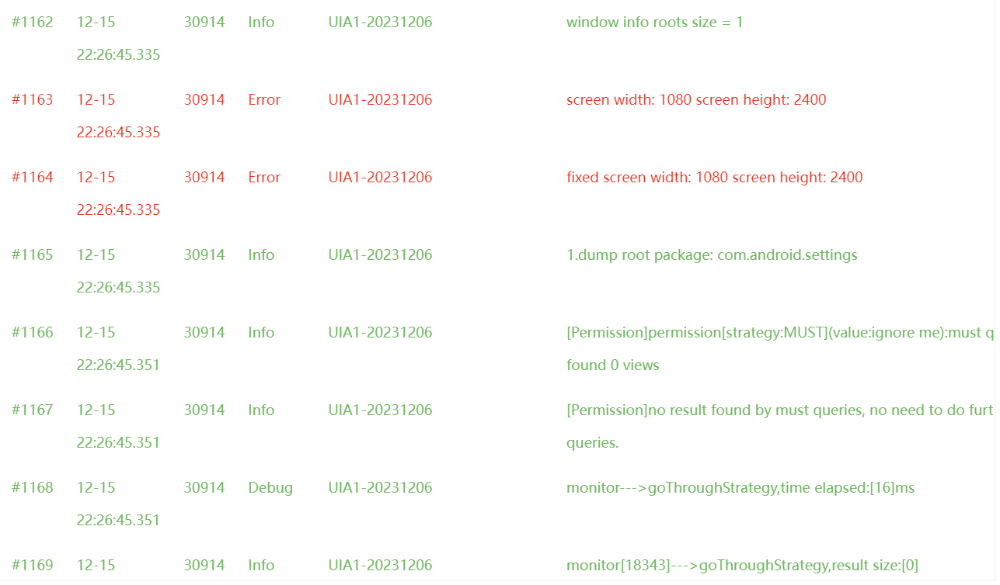 #1162 12-15 30914 Info UIA1-20231206 window info roots size = 1
22:26:45.335
#1163 12-15 30914 Error UIA1-20231206 screen width: 1080 screen height: 2400
22:26:45.335
#1164 12-15 30914 Error UIA1-20231206 fixed screen width: 1080 screen height: 2400
22:26:45.335
#1165 12-15 30914 Info UIA1-20231206 1.dump root package: com.android.settings
22:26:45.335
#1166 12-15 30914 Info UIA1-20231206 [Permission]permission[strategy:MUST](value:ignore me):must q
22:26:45.351 found 0 views
#1167 12-15 30914 Info UIA1-20231206 [Permission]no result found by must queries, no need to do furt
22:26:45.351 queries.
#1168 12-15 30914 Debug UIA1-20231206 monitor--->goThroughStrategy,time elapsed:[16]ms
22:26:45.351
#1169 12-15 30914 Info UIA1-20231206 monitor[18343]--->goThroughStrategy,result size:[0]